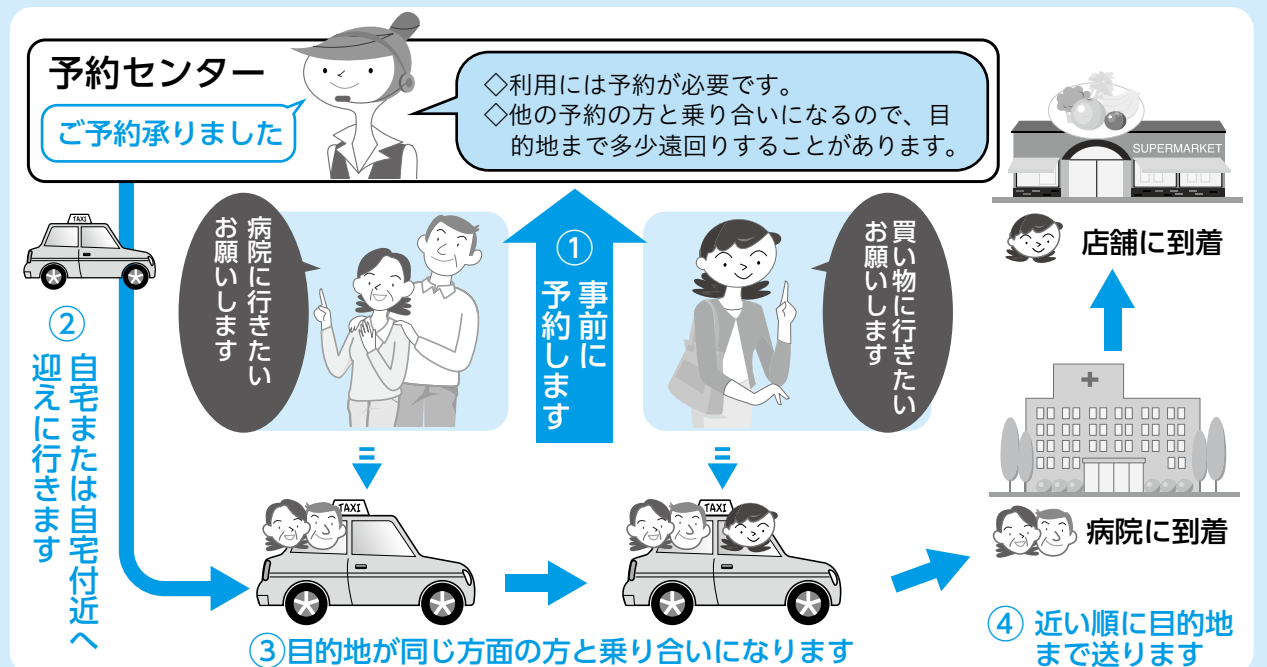 予約センター
ご予約承りました
◇利用には予約が必要です。
◇他の予約の方と乗り合いになるので、目
的地まで多少遠回りすることがあります。
①
事前に
予約します
病院に行きたい
お願いします
買い物に行きたい
お願いします
TAXI
②
自宅または自宅付近へ
迎えに行きます
TAXI
TAXI
③目的地が同じ方面の方と乗り合いになります
④ 近い順に目的地
まで送ります
病院に到着
SUPERMARKET
店舗に到着